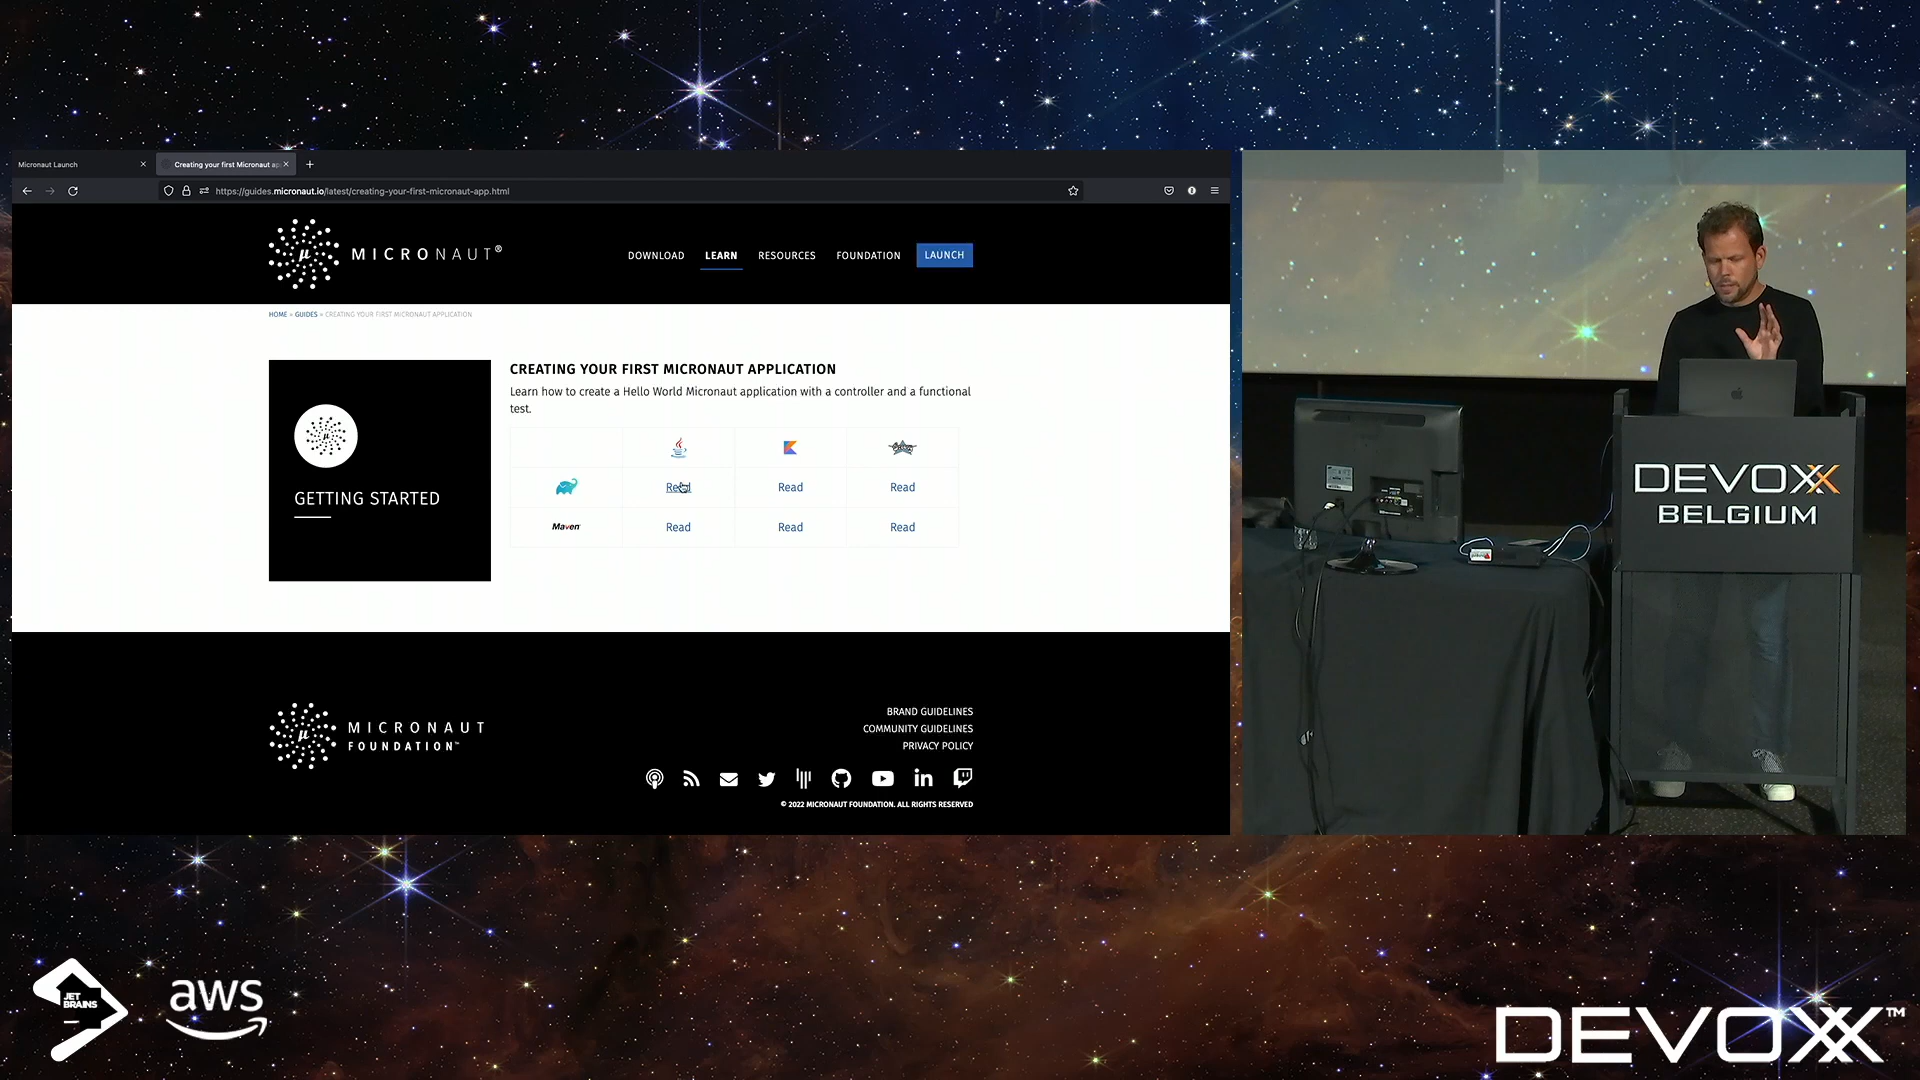 Micronaut Launch
Creating your first Micronaut ap
https://guides.micronaut.io/latest/creating-your-first-micronaut-app.html
MICRONAUT®
DOWNLOAD
LEARN
RESOURCES
FOUNDATION
LAUNCH
HOME » GUIDES » CREATING YOUR FIRST MICRONAUT APPLICATION
µ
GETTING STARTED
CREATING YOUR FIRST MICRONAUT APPLICATION
Learn how to create a Hello World Micronaut application with a controller and a functional
test.
Read Read Read
Maven Read Read Read
µ
MICRONAUT
FOUNDATION™
BRAND GUIDELINES
COMMUNITY GUIDELINES
PRIVACY POLICY
© 2022 MICRONAUT FOUNDATION. ALL RIGHTS RESERVED
DEVOXX
BELGIUM
JET
BRAINS
aws
DEVOXX™